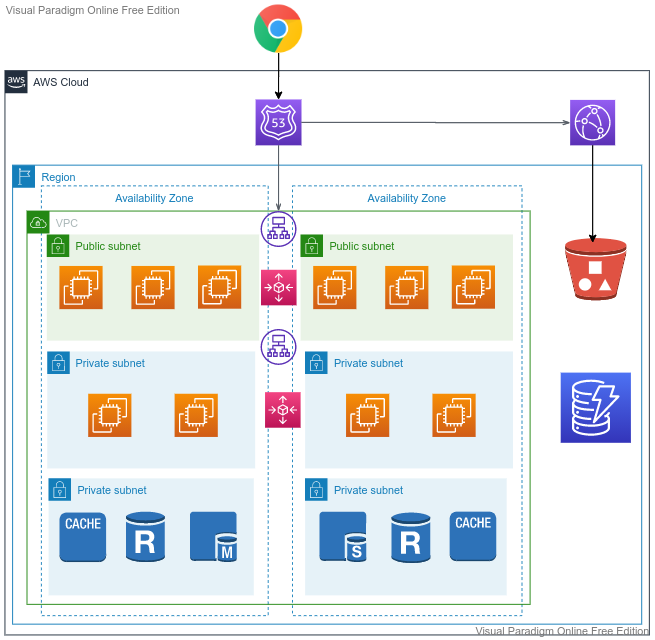 Visual Paradigm Online Free Edition
aws
AWS Cloud
53
Region
Availability Zone
Availability Zone
VPC
Public subnet
Public subnet
Private subnet
Private subnet
Private subnet
Private subnet
CACHE
R
M
S
R
CACHE
Visual Paradigm Online Free Edition